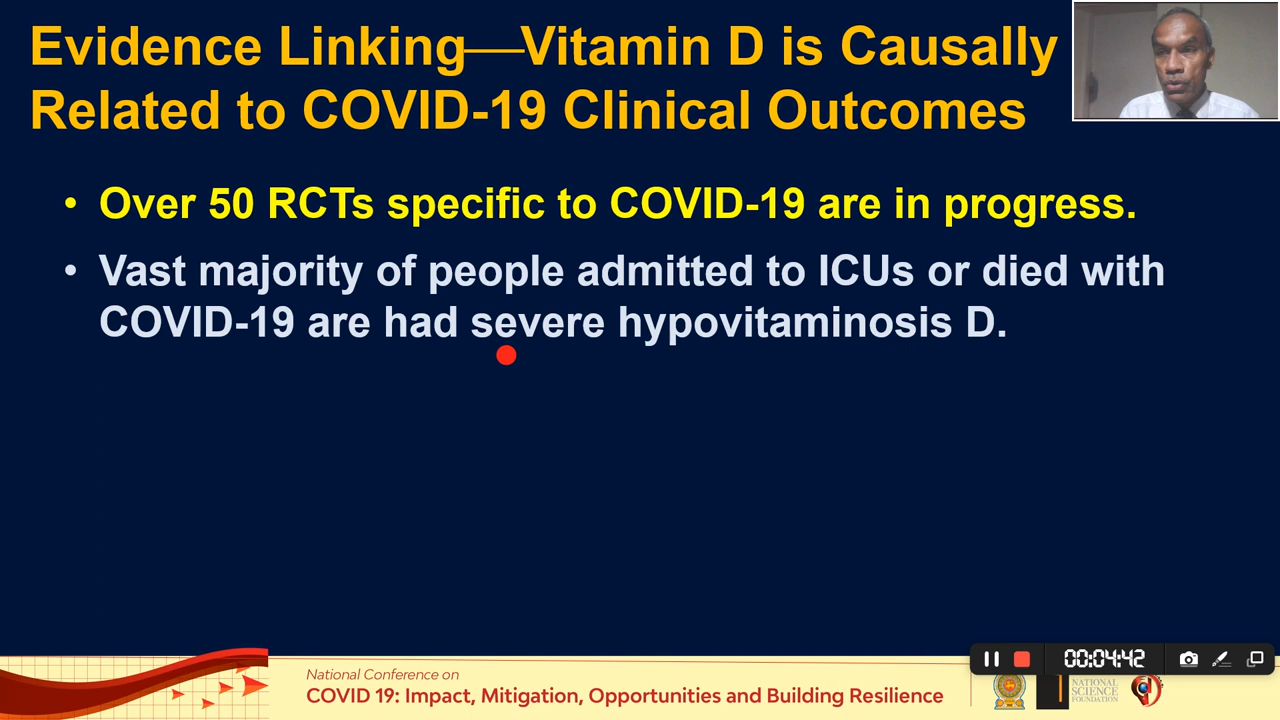 Evidence Linking—Vitamin D is Causally
Related to COVID-19 Clinical Outcomes
• Over 50 RCTs specific to COVID-19 are in progress.
• Vast majority of people admitted to ICUs or died with
COVID-19 are had severe hypovitaminosis D.
00:04:42
National Conference on
COVID 19: Impact, Mitigation, Opportunities and Building Resilience
NATIONAL
SCIENCE
FOUNDATION